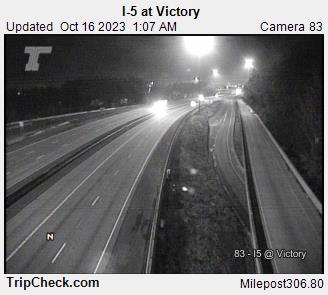 I-5 at Victory
Updated Oct 16 2023 1:07 AM Camera 83
N
83 - I5 @ Victory
TripCheck.com Milepost306.80